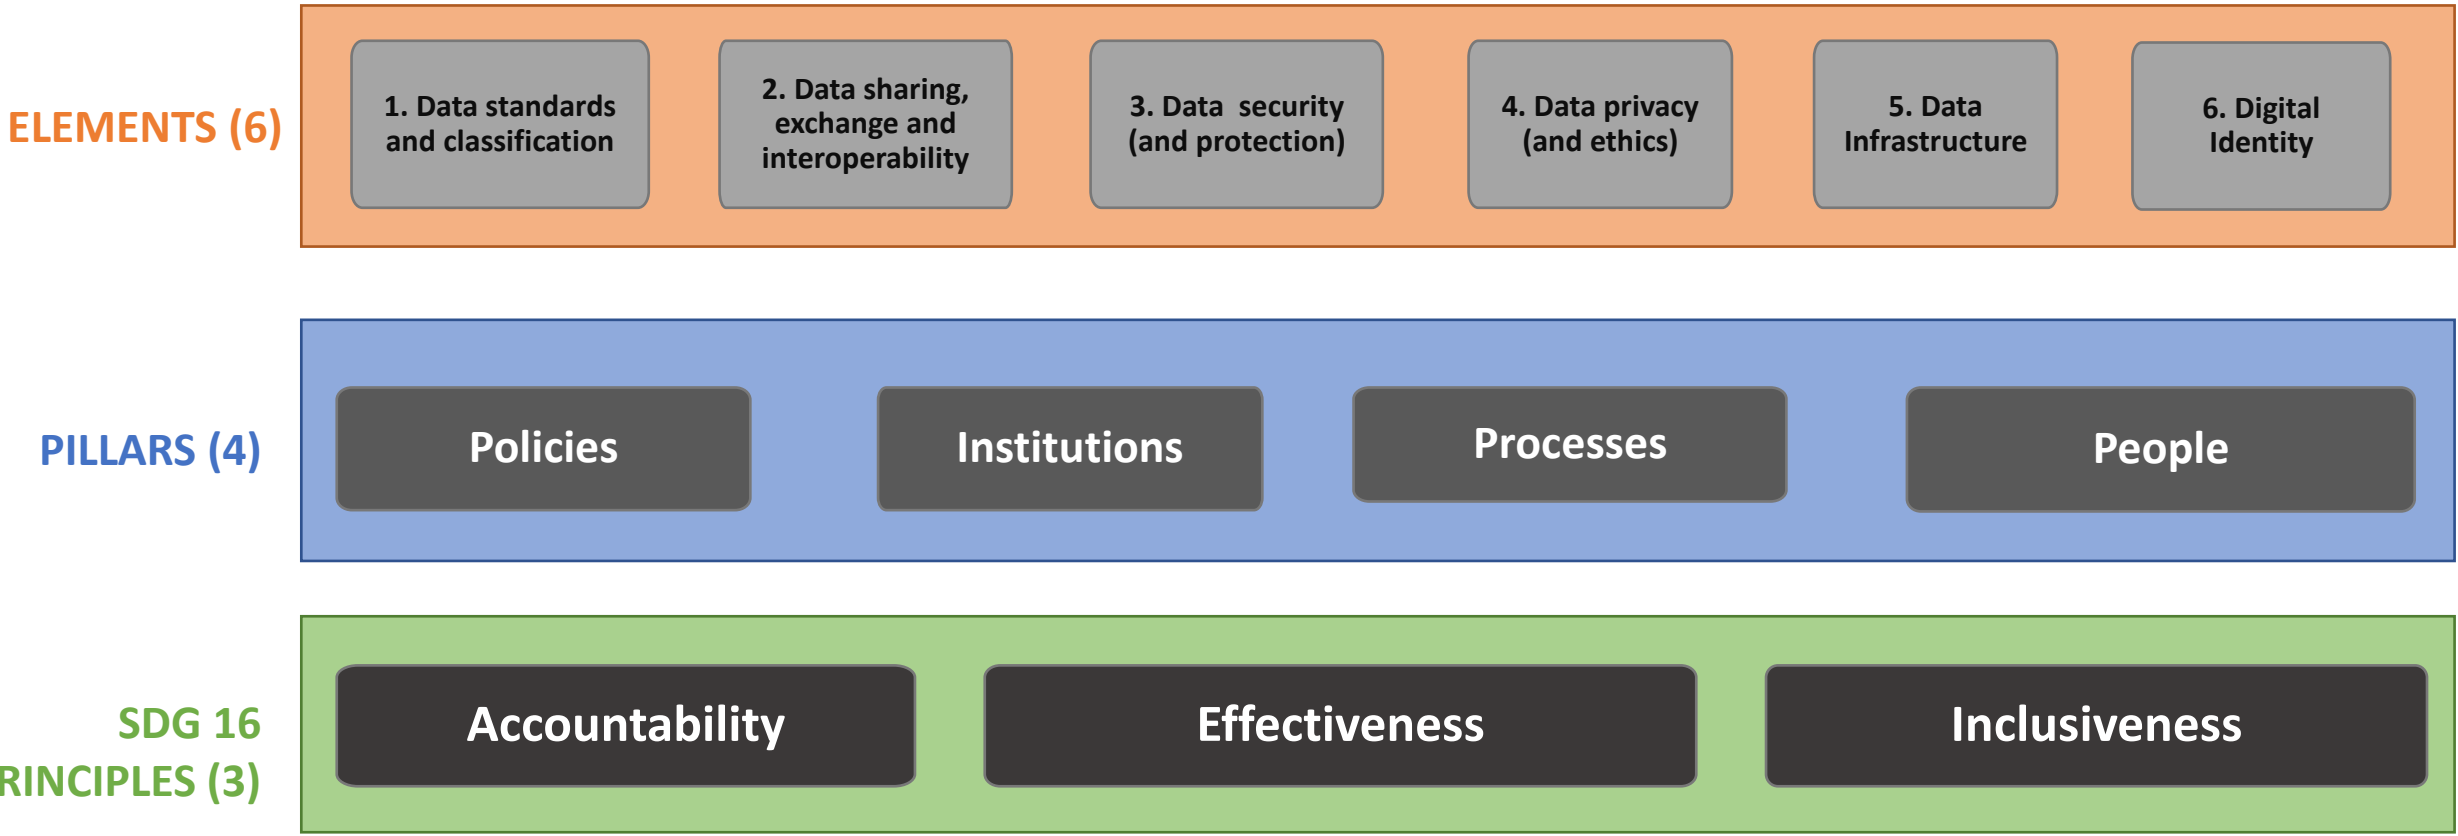 ELEMENTS (6)
1. Data standards
and classification
2. Data sharing,
exchange and
interoperability
3. Data  security
(and protection)
4. Data privacy
(and ethics)
5. Data
Infrastructure
6. Digital
Identity
PILLARS (4)
Policies
Institutions
Processes
People
SDG 16
RINCIPLES (3)
Accountability
Effectiveness
Inclusiveness